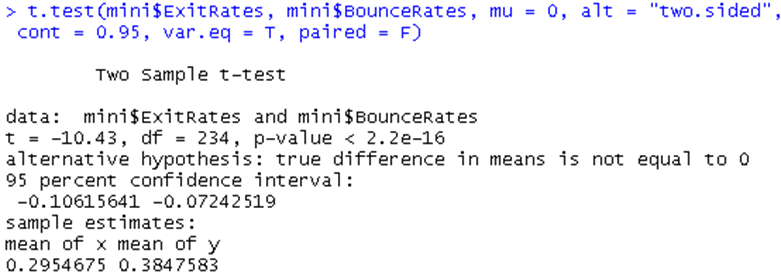 > t.test(mini$ExitRates, mini$BounceRates, mu = 0, alt = "two.sided",
cont = 0.95, var.eq = T, paired = F)
Two Sample t-test
data: mini$ExitRates and mini$BounceRates
t = -10.43, df = 234, p-value < 2.2e-16
alternative hypothesis: true difference in means is not equal to 0
95 percent confidence interval:
-0.10615641 -0.07242519
sample estimates:
mean of x mean of y
0.2954675 0.3847583